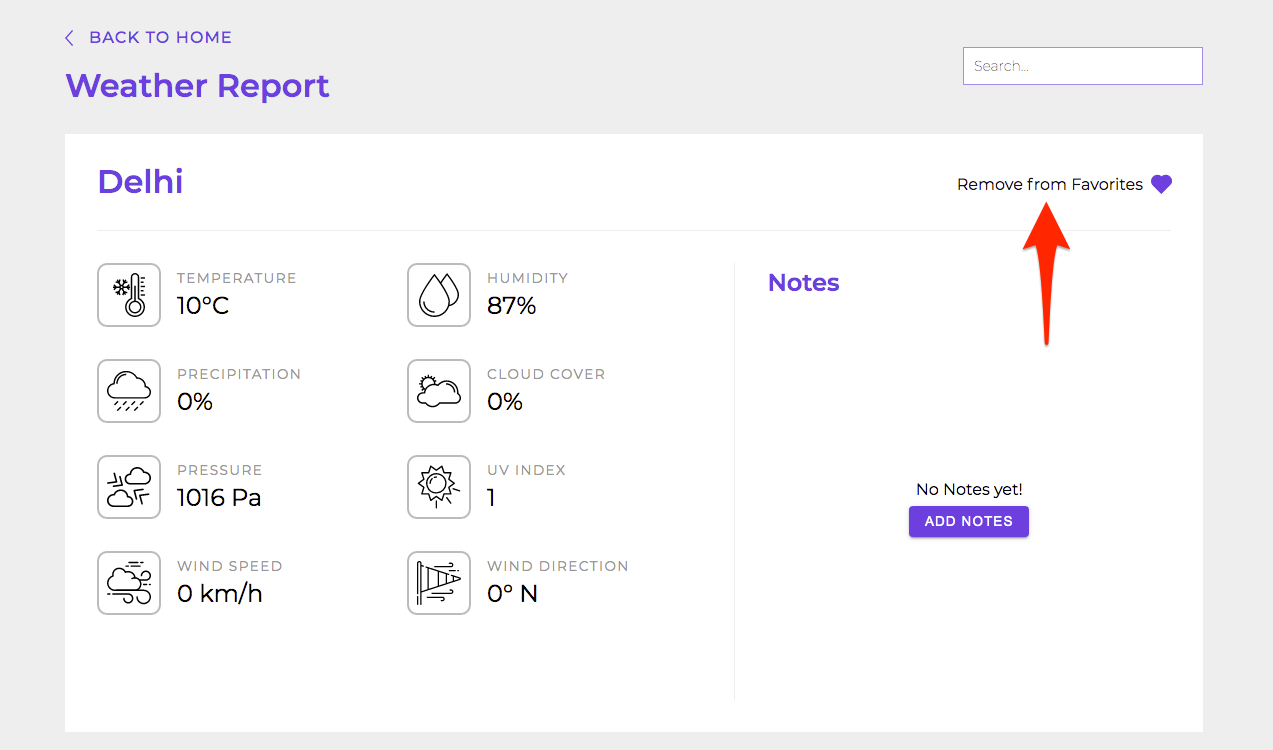 BACK TO HOME
Weather Report
Search...
Delhi
Remove from Favorites
TEMPERATURE
10°C
HUMIDITY
87%
PRECIPITATION
0%
CLOUD COVER
0%
PRESSURE
1016 Pa
UV INDEX
1
WIND SPEED
0 km/h
WIND DIRECTION
0° N
Notes
No Notes yet!
ADD NOTES